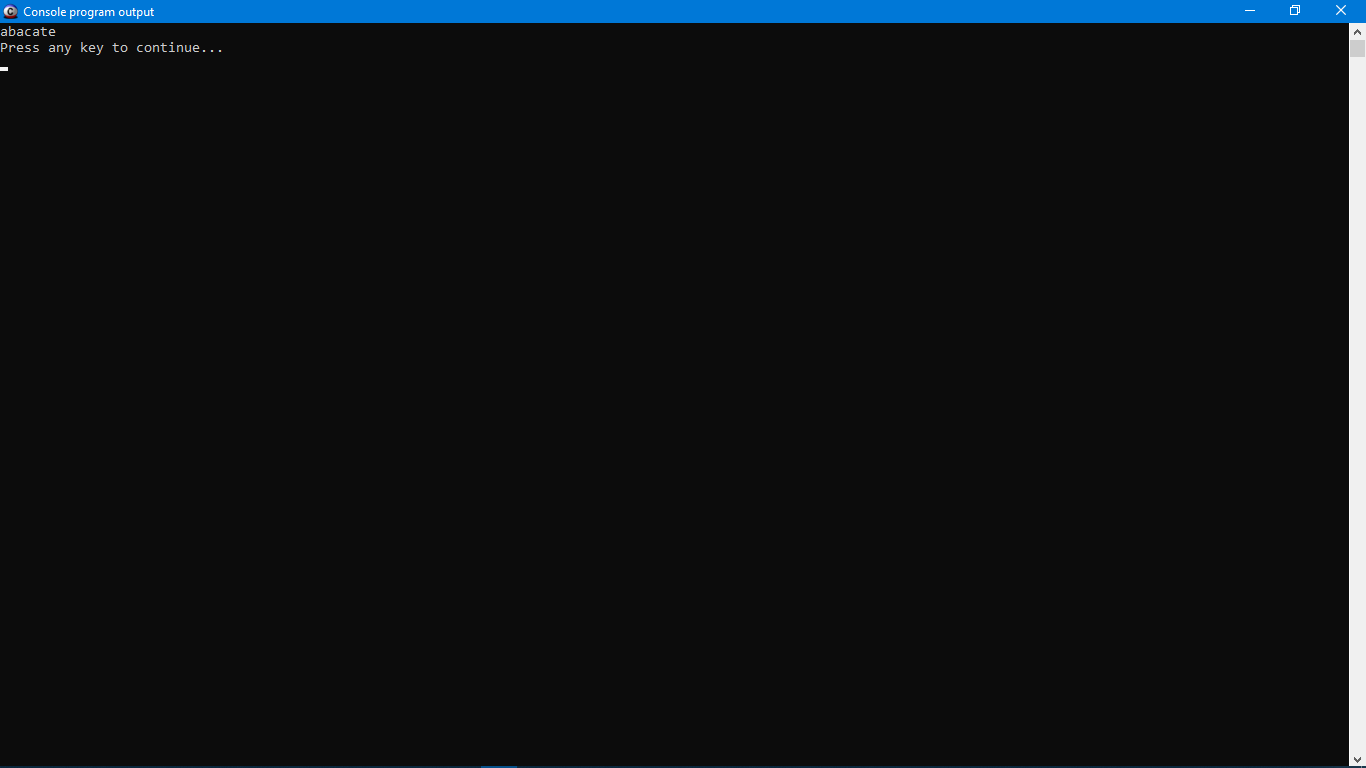 Console program output
abacate
Press any key to continue...